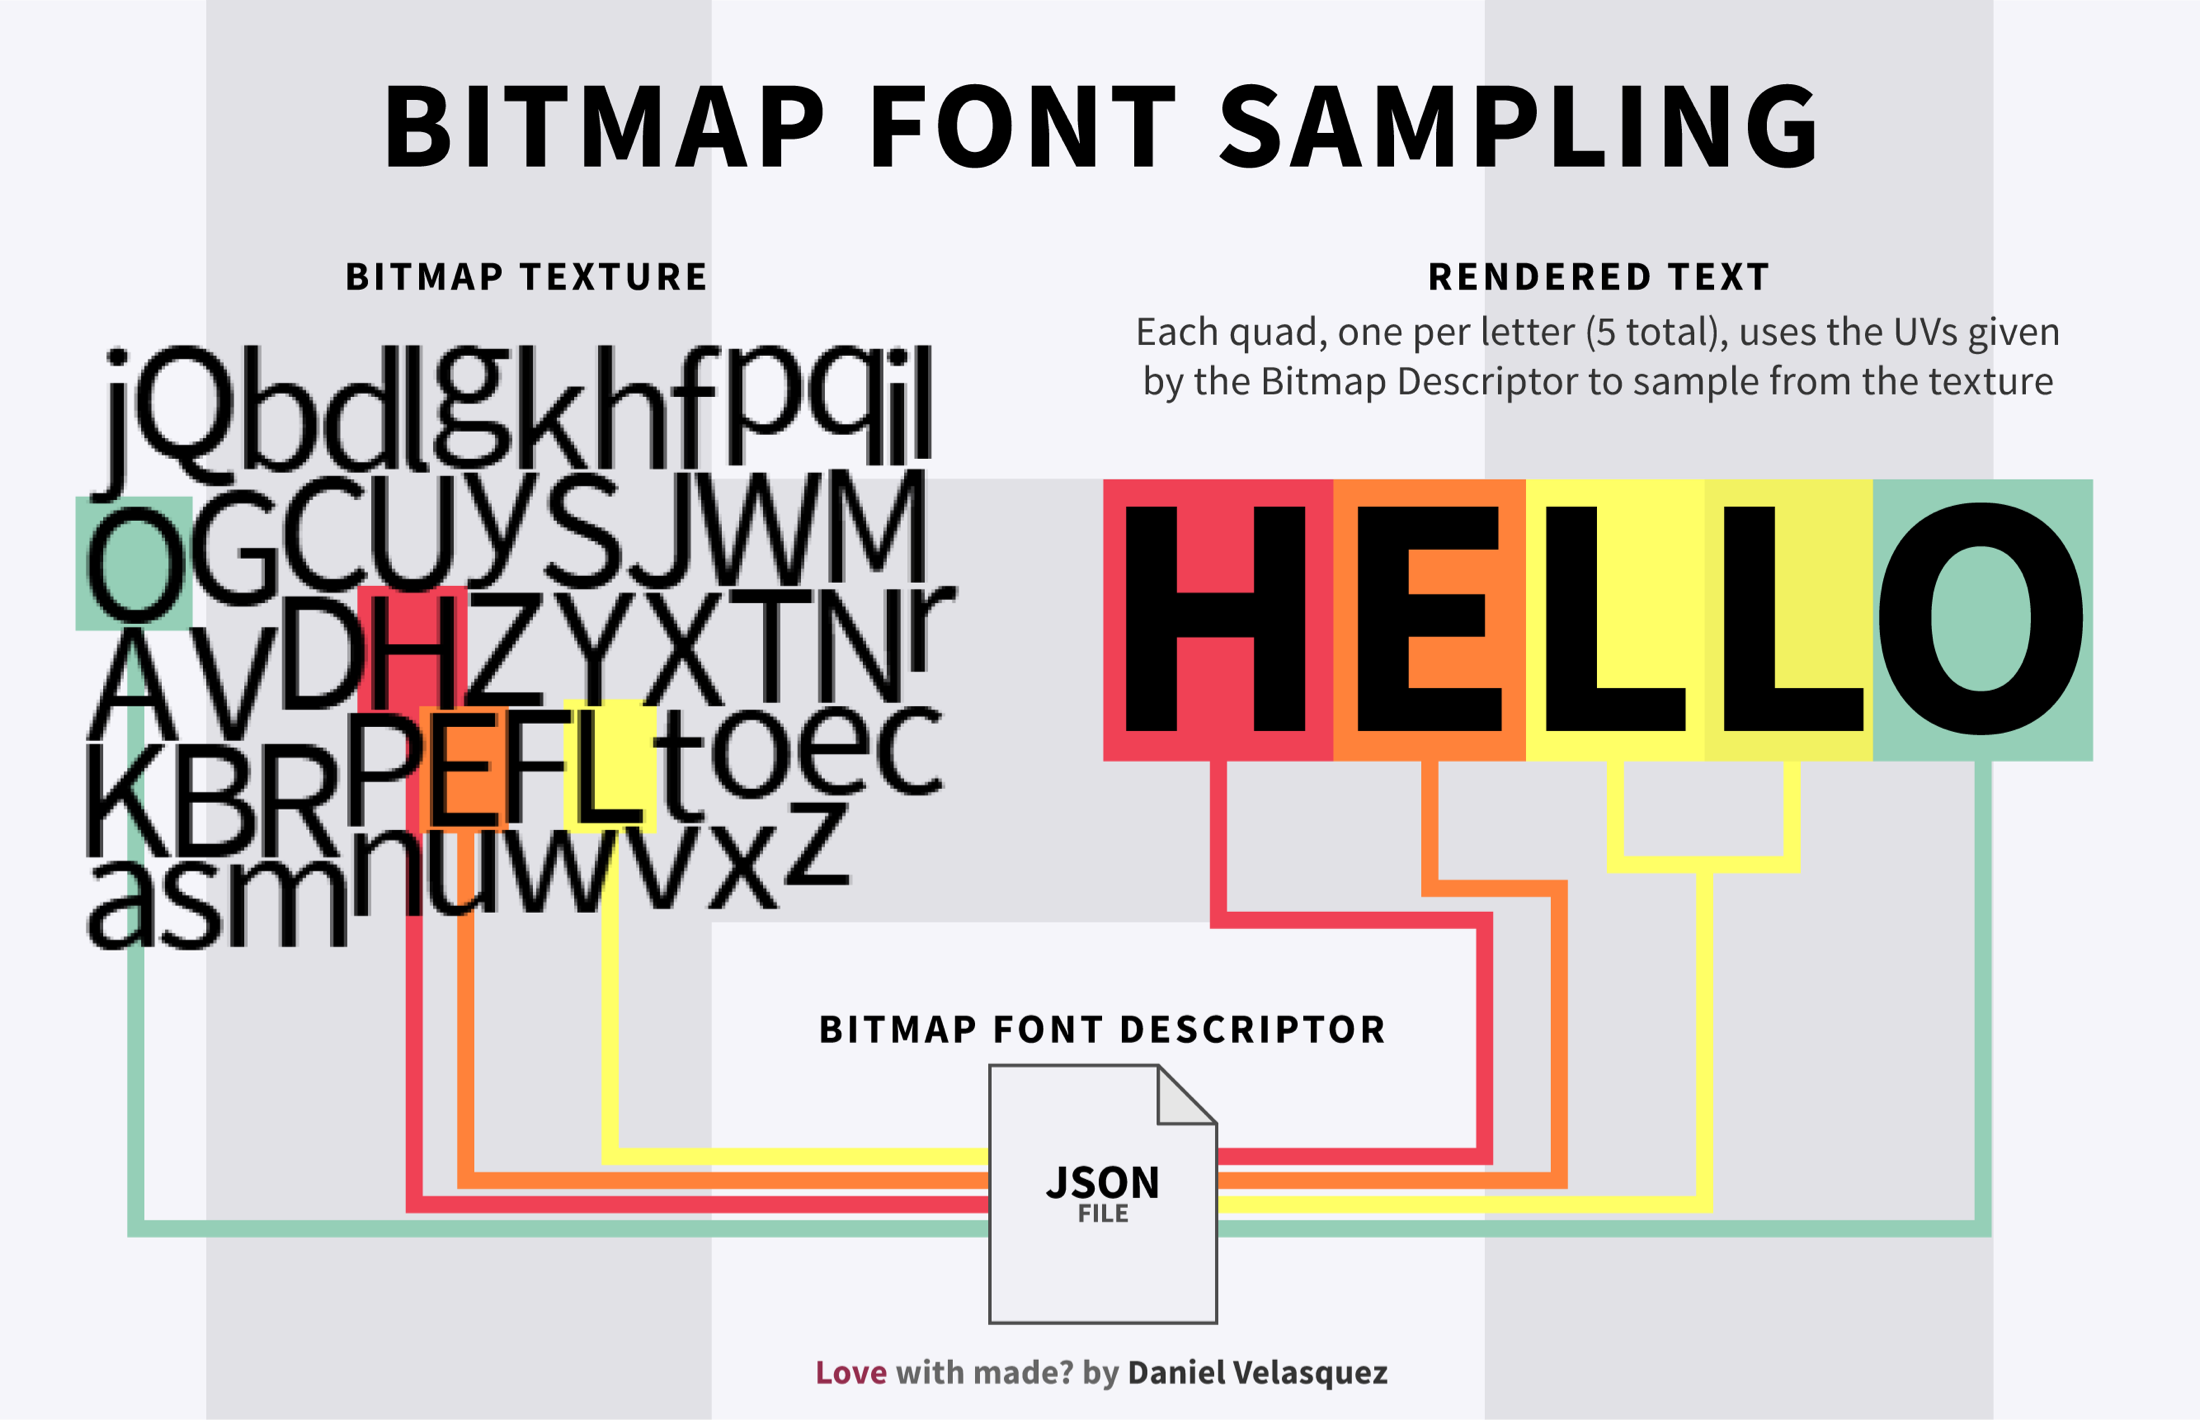 BITMAP FONT SAMPLING
BITMAP TEXTURE
jQbdlgkhfpqil
OGCUySJWM
AVDHZYXTNr
KBRPEFLtoec
asmnuwvxz
RENDERED TEXT
Each quad, one per letter (5 total), uses the UVs given
by the Bitmap Descriptor to sample from the texture
HELLO
BITMAP FONT DESCRIPTOR
JSON
FILE
Love with made? by Daniel Velasquez